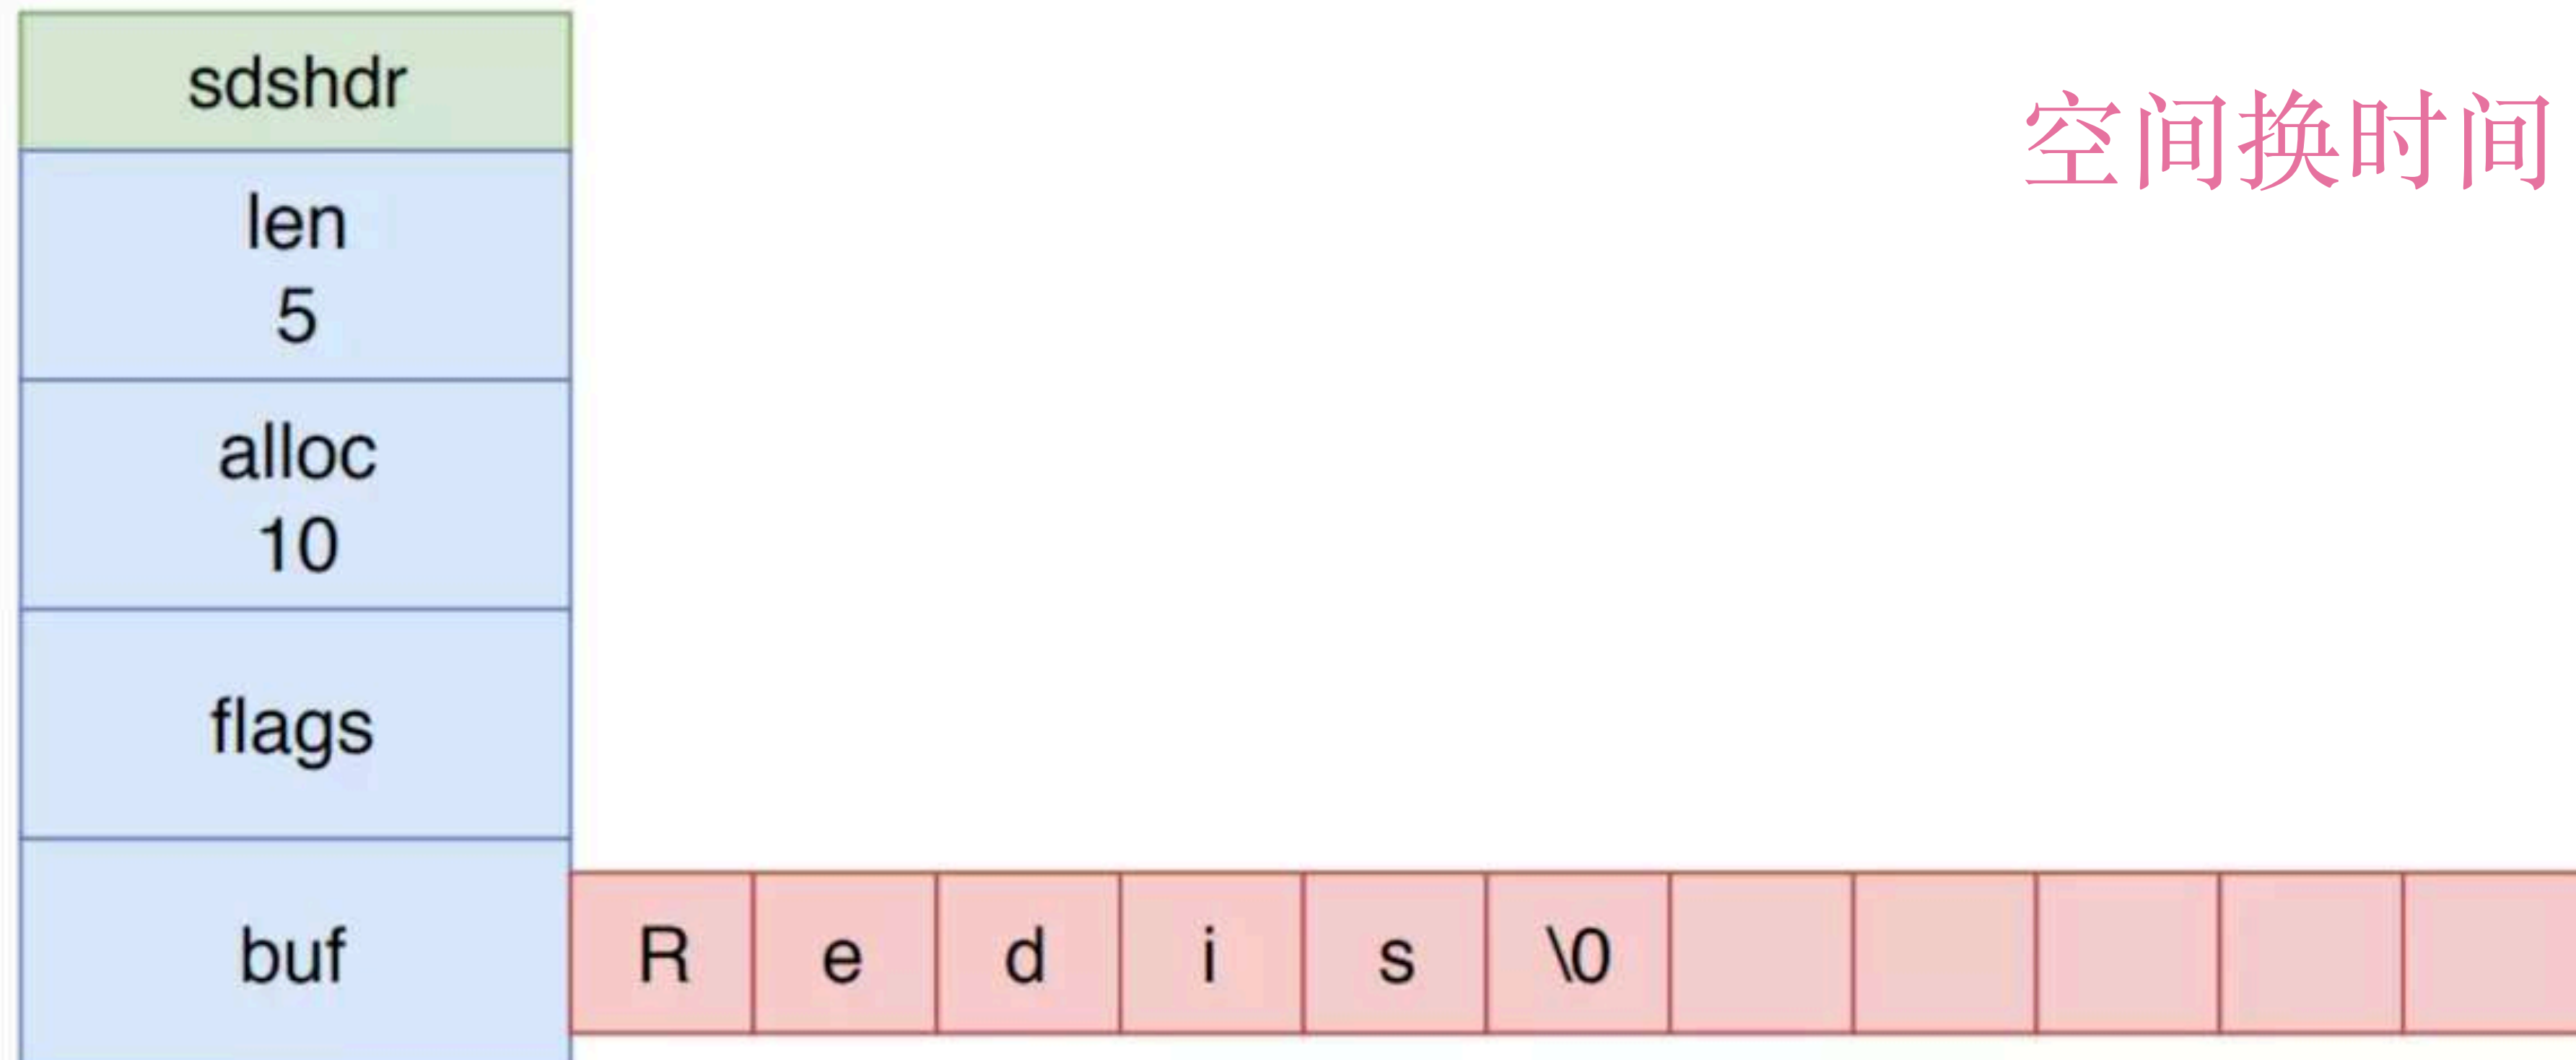 sdshdr
空间换时间
len
5
alloc
10
flags
buf R e d i s \0